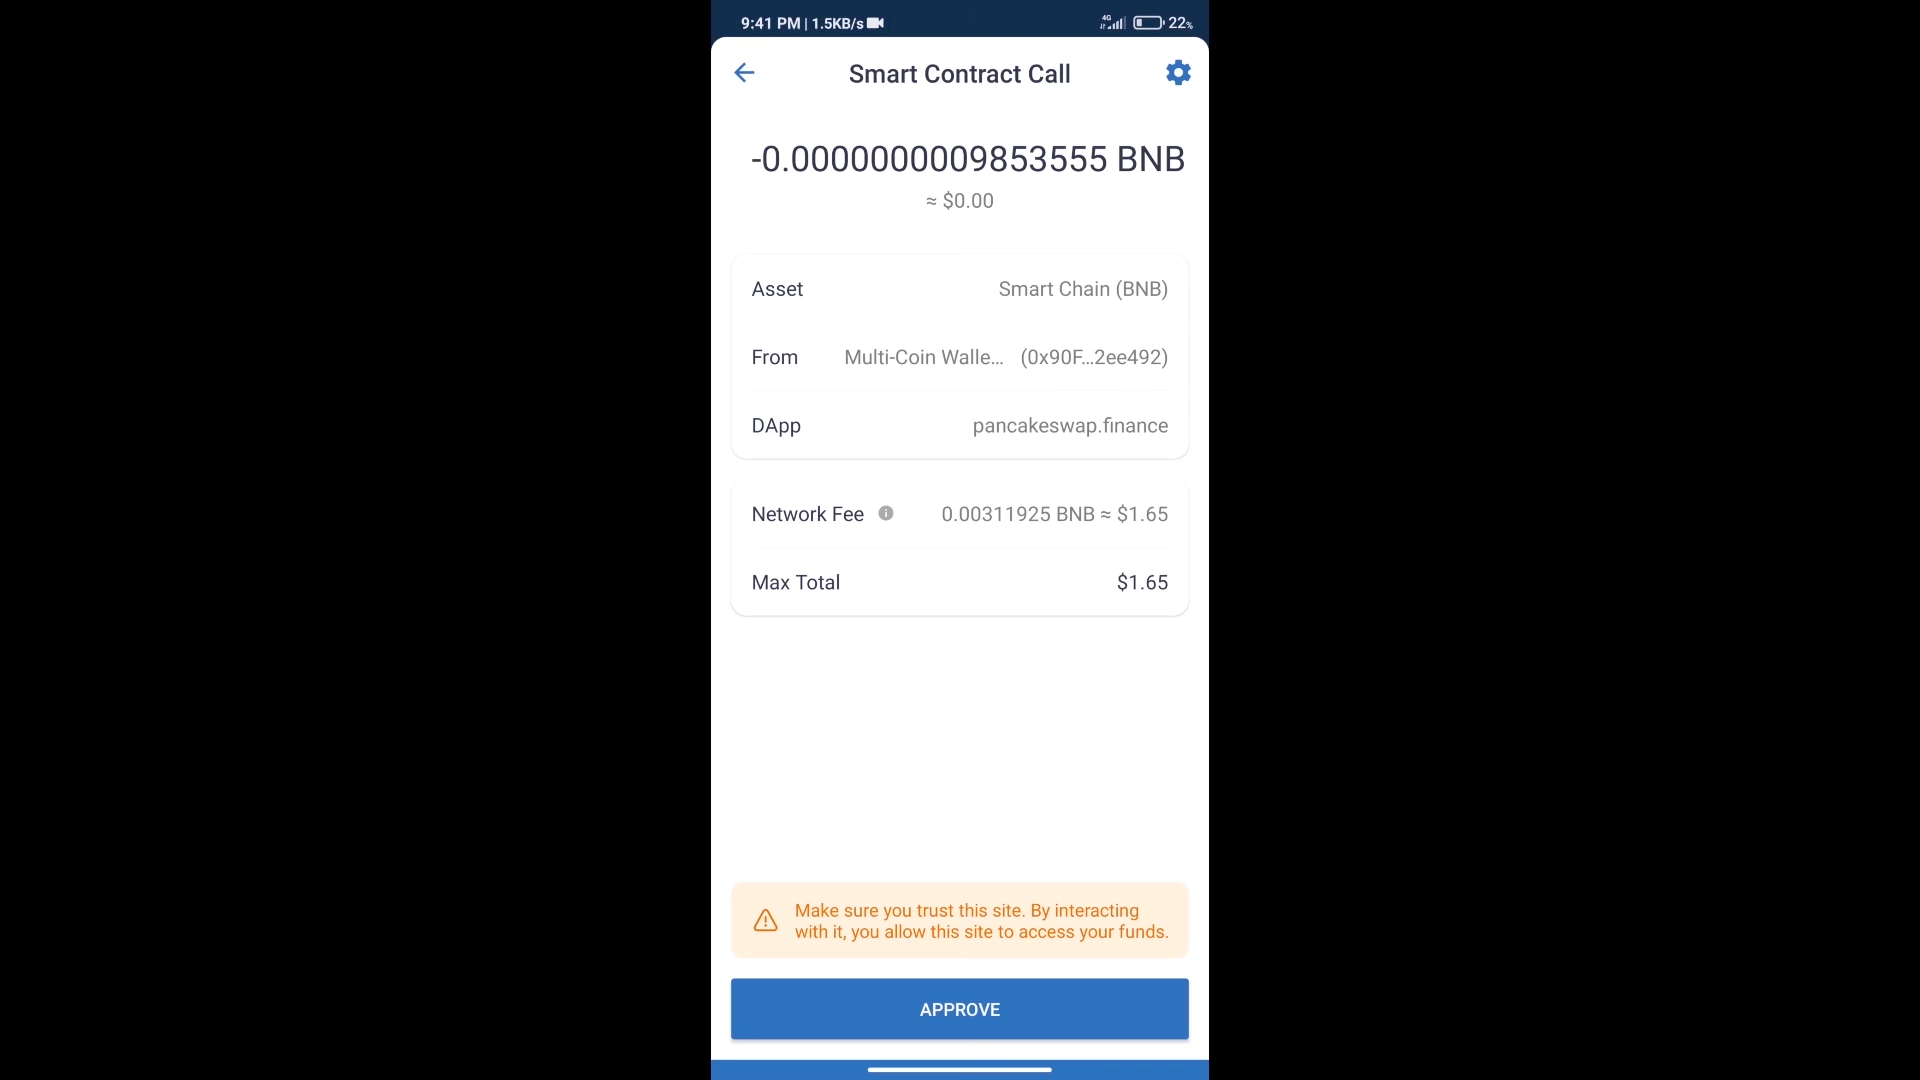 9:41 PM | 1.5KB/s 4G 22%
Smart Contract Call
-0.0000000009853555 BNB
≈ $0.00
Asset Smart Chain (BNB)
From Multi-Coin Walle... (0x90F...2ee492)
DApp pancakeswap.finance
Network Fee 0.00311925 BNB ≈ $1.65
Max Total $1.65
Make sure you trust this site. By interacting
with it, you allow this site to access your funds.
APPROVE